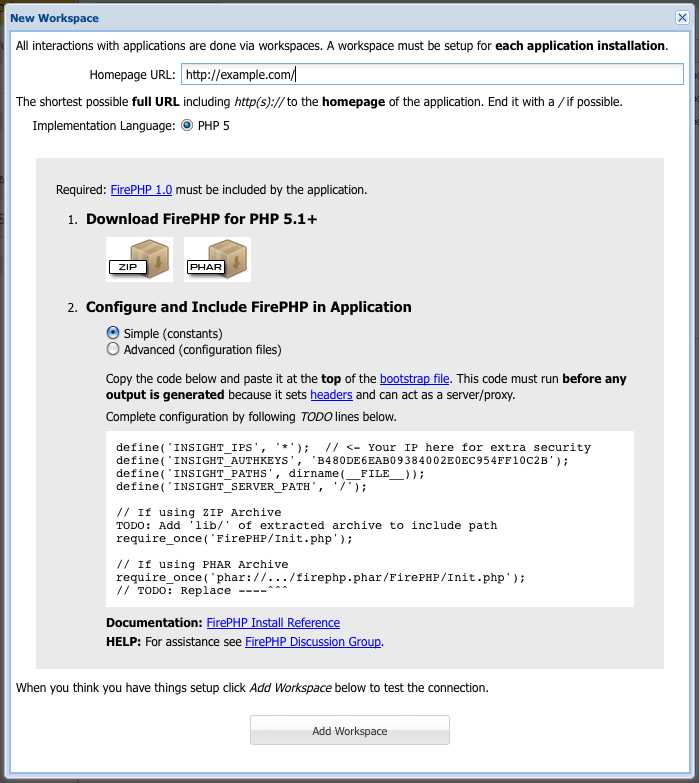 New Workspace
All interactions with applications are done via workspaces. A workspace must be setup for each application installation.
Homepage URL: http://example.com/
The shortest possible full URL including http(s):// to the homepage of the application. End it with a / if possible.
Implementation Language: PHP 5
Required: FirePHP 1.0 must be included by the application.
1. Download FirePHP for PHP 5.1+
ZIP PHAR
2. Configure and Include FirePHP in Application
Simple (constants)
Advanced (configuration files)
Copy the code below and paste it at the top of the bootstrap file. This code must run before any
output is generated because it sets headers and can act as a server/proxy.
Complete configuration by following TODO lines below.
define('INSIGHT_IPS', '*');  // <- Your IP here for extra security
define('INSIGHT_AUTHKEYS', 'B480DE6EAB09384002E0EC954FF10C2B');
define('INSIGHT_PATHS', dirname(__FILE__));
define('INSIGHT_SERVER_PATH', '/');
// If using ZIP Archive
TODO: Add 'lib/' of extracted archive to include path
require_once('FirePHP/Init.php');
// If using PHAR Archive
require_once('phar://.../firephp.phar/FirePHP/Init.php');
// TODO: Replace ----^^^
Documentation: FirePHP Install Reference
HELP: For assistance see FirePHP Discussion Group.
When you think you have things setup click Add Workspace below to test the connection.
Add Workspace